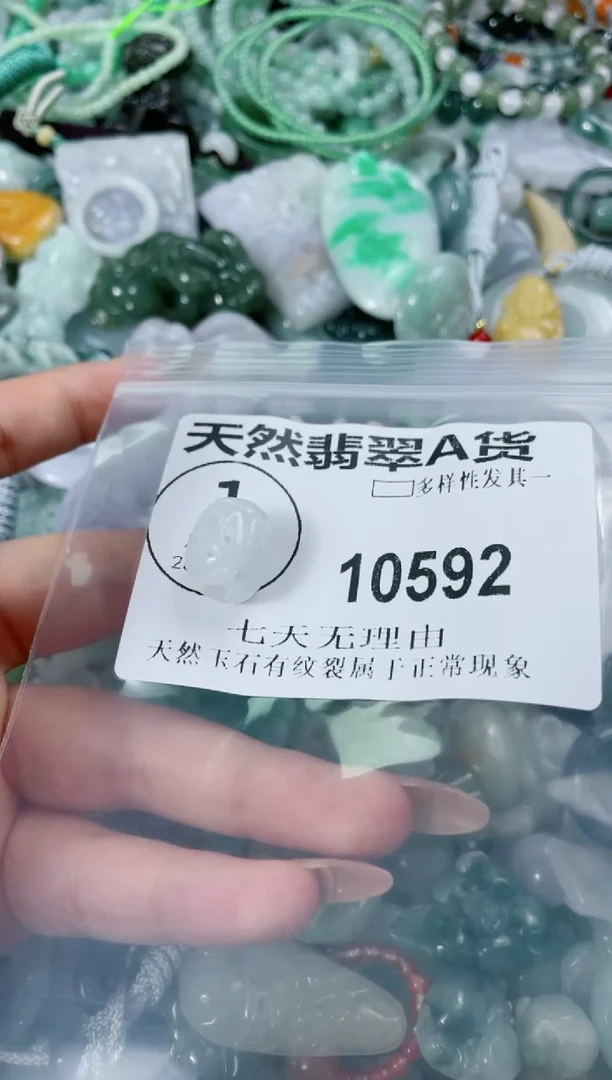 天然翡翠A货
多样性发其一
1
10592
七天无理由
天然玉石有纹裂属于正常现象